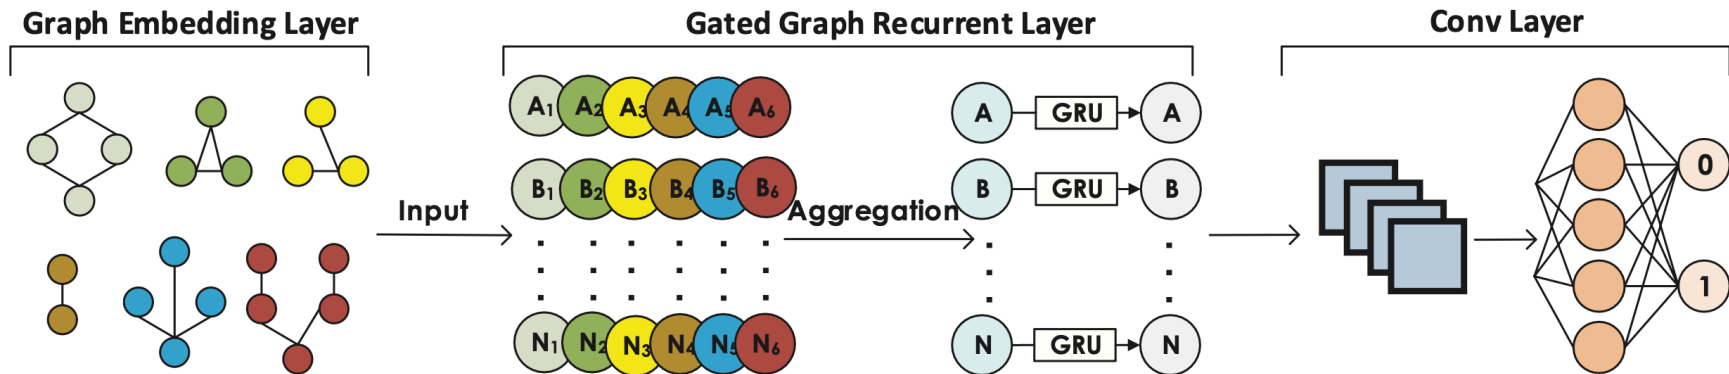 Graph Embedding Layer
Gated Graph Recurrent Layer
Conv Layer
A1 A2 A3 A4 A5 A6
A GRU A
B1 B2 B3 B4 B5 B6
B GRU B
0
Input
Aggregation
1
N1 N2 N3 N4 N5 N6
N GRU N